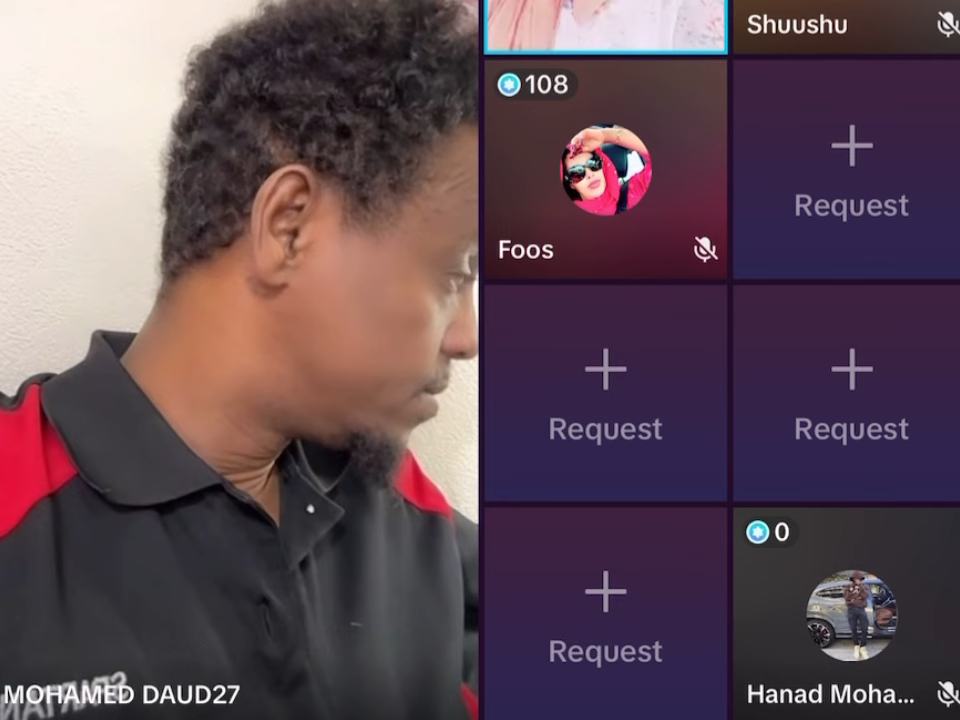 Shuushu
108
Foos
Request
Request
Request
Request
0
Hanad Moha...
MOHAMED DAUD27